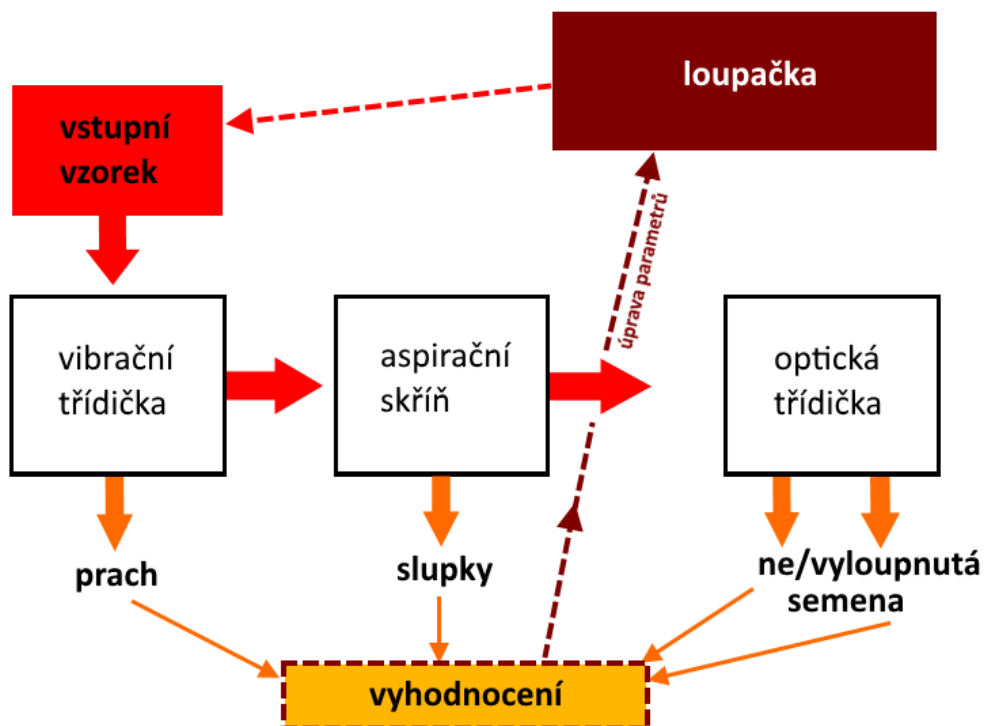 loupačka
vstupní
vzorek
úprava parametrů
vibrační
třídička
aspirační
skříň
optická
třídička
prach
slupky
ne/vyloupnutá
semena
vyhodnocení